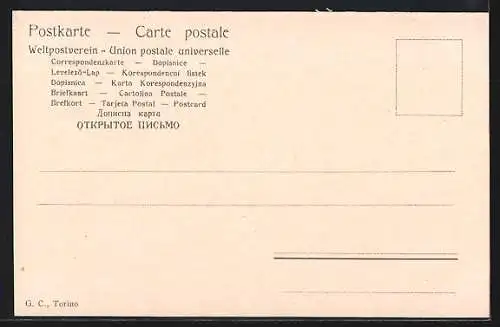 Postkarte — Carte postale
Weltpostverein - Union postale universelle
Correspondenzkarte — Dopisnice —
Levelező-Lap — Korespondenční lístek
Dopisnica — Karta Korespondenzyjna
Briefkaart — Cartolina Postale —
Brefkort — Tarjeta Postal — Postcard
Дописна карта
ОТКРЫТОЕ ПИСЬМО
G. C., Torino